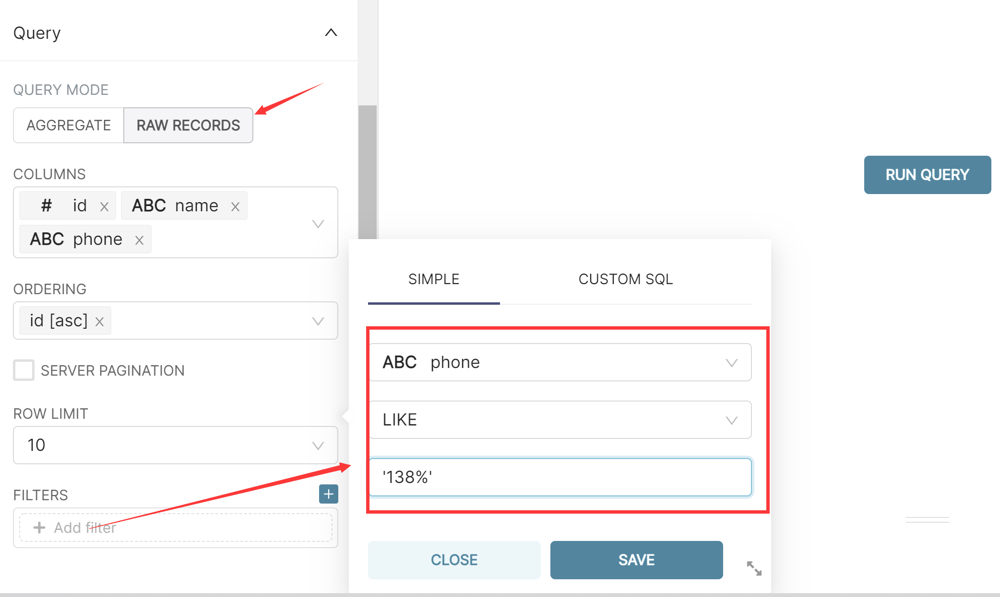 Query
QUERY MODE
AGGREGATE RAW RECORDS
COLUMNS
# id x ABC name x
ABC phone x
ORDERING
id [asc] x
SERVER PAGINATION
ROW LIMIT
10
FILTERS +
+ Add filter
RUN QUERY
SIMPLE CUSTOM SQL
ABC phone
LIKE
'138%'
CLOSE SAVE